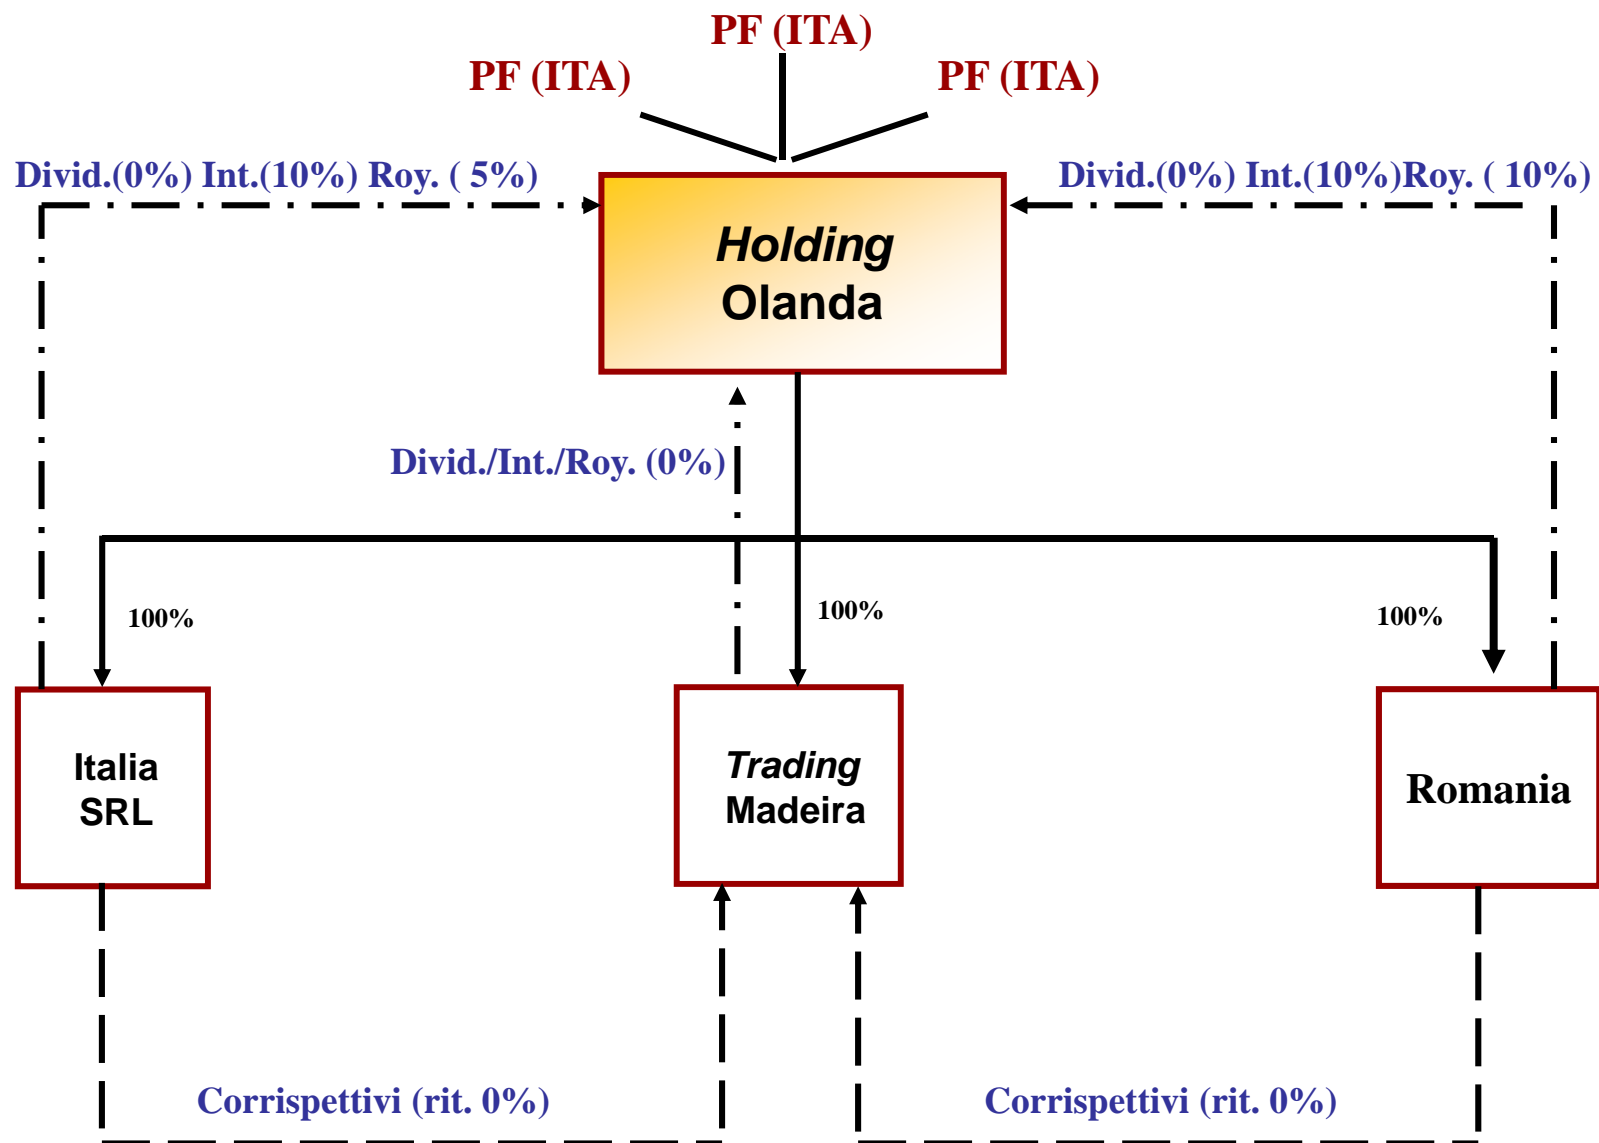 PF (ITA)
PF (ITA)
PF (ITA)
Divid.(0%) Int.(10%) Roy. ( 5%)
Divid.(0%) Int.(10%)Roy. ( 10%)
Holding
Olanda
Divid./Int./Roy. (0%)
100%
100%
100%
Italia
SRL
Trading
Madeira
Romania
Corrispettivi (rit. 0%)
Corrispettivi (rit. 0%)